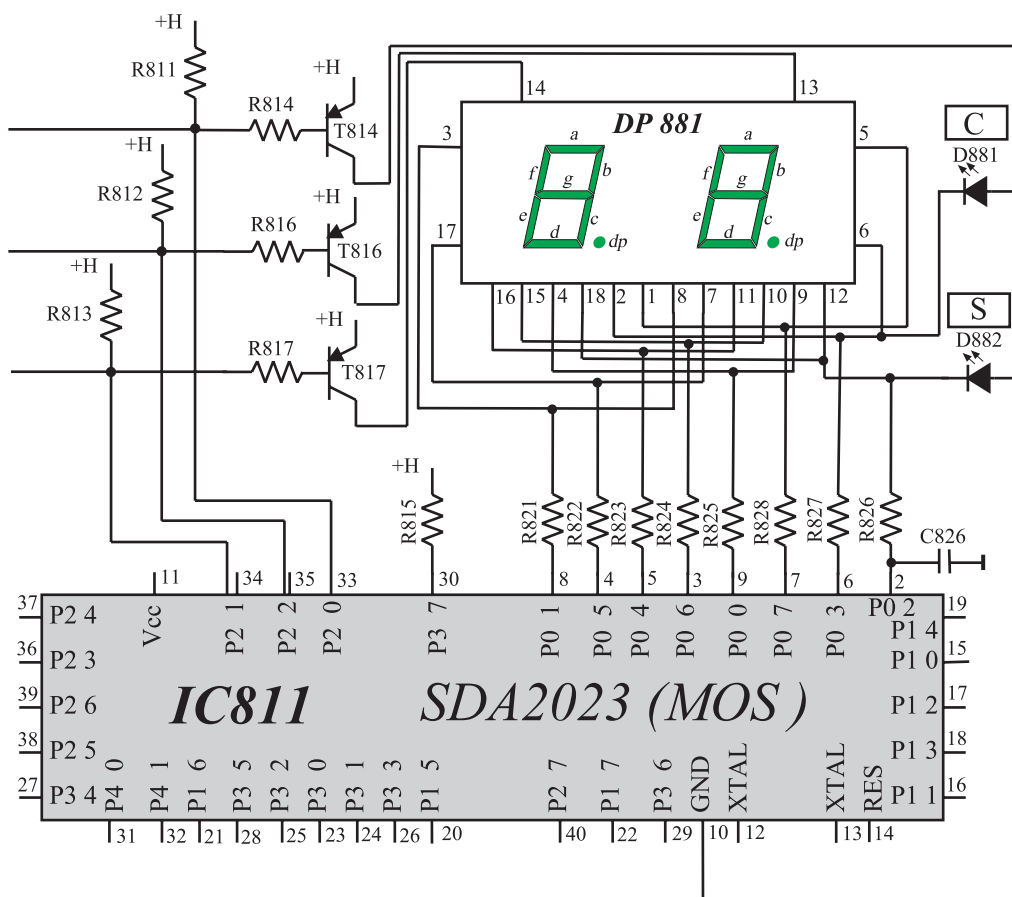 +H
R811
+H
R814
T814
14
13
DP 881
3
5
C
D881
a
b
c
d
e
f
g
dp
a
b
c
d
e
f
g
dp
+H
R812
+H
R816
T816
17
6
+H
R813
+H
R817
T817
16
15
4
18
2
1
8
7
11
10
9
12
S
D882
+H
R815
R821
R822
R823
R824
R825
R828
R827
R826
C826
11
34
35
33
30
8
4
5
3
9
7
6
2
37
P2 4
Vcc
P2 1
P2 2
P2 0
P3 7
P0 1
P0 5
P0 4
P0 6
P0 0
P0 7
P0 3
P0 2
P1 4
19
36
P2 3
P1 0
15
39
P2 6
IC811
SDA2023 (MOS )
P1 2
17
38
P2 5
P1 3
18
27
P3 4
P4 0
P4 1
P1 6
P3 5
P3 2
P3 0
P3 1
P3 3
P1 5
P2 7
P1 7
P3 6
GND
XTAL
XTAL
RES
P1 1
16
31
32
21
28
25
23
24
26
20
40
22
29
10
12
13
14